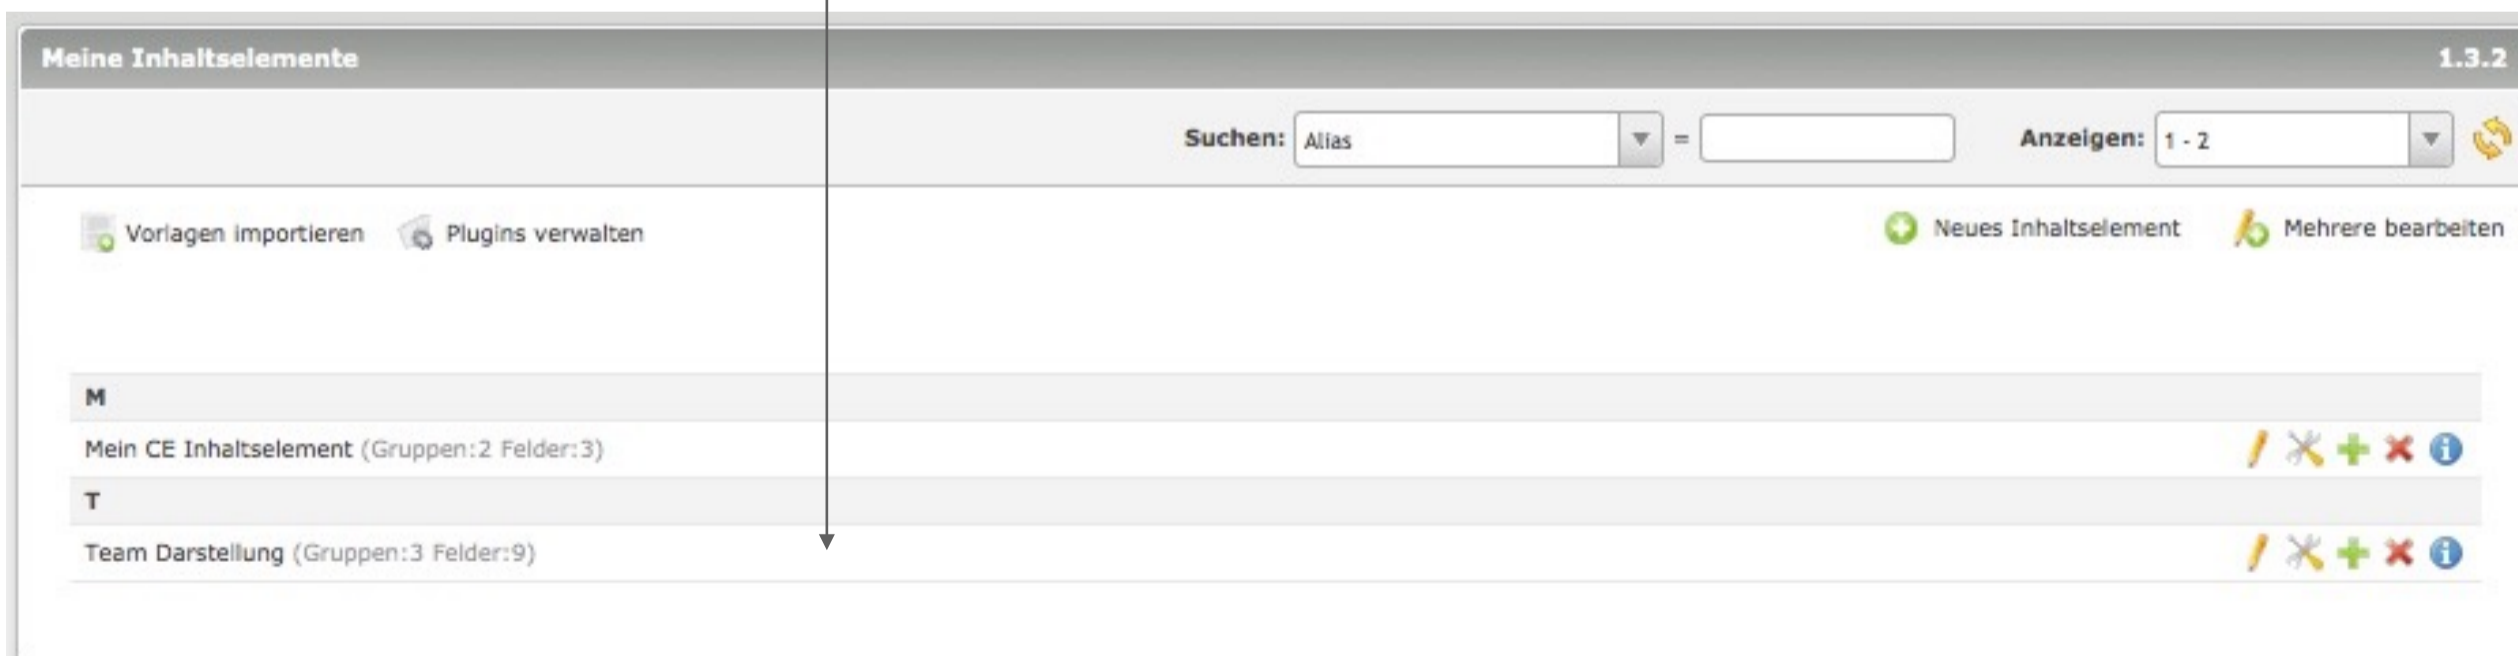 Meine Inhaltselemente 1.3.2
Suchen: Alias = Anzeigen: 1 - 2
Vorlagen importieren Plugins verwalten Neues Inhaltselement Mehrere bearbeiten
M
Mein CE Inhaltselement (Gruppen:2 Felder:3)
T
Team Darstellung (Gruppen:3 Felder:9)